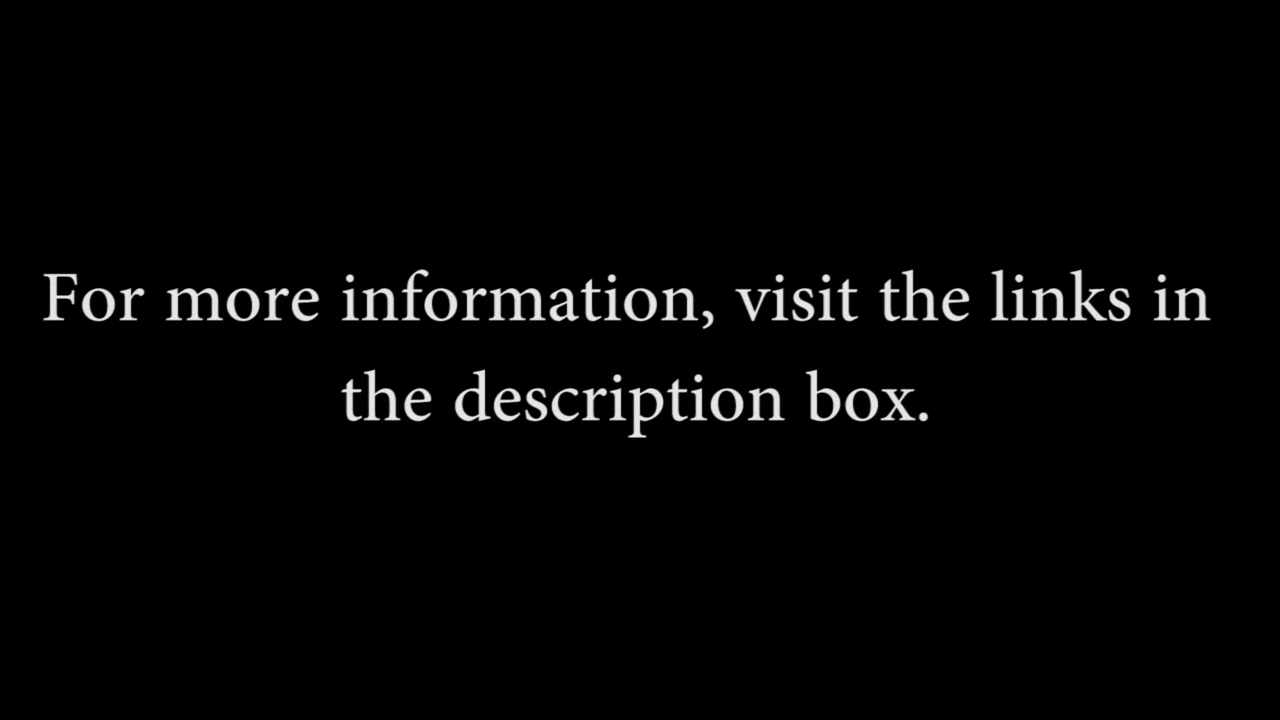 For more information, visit the links in
the description box.